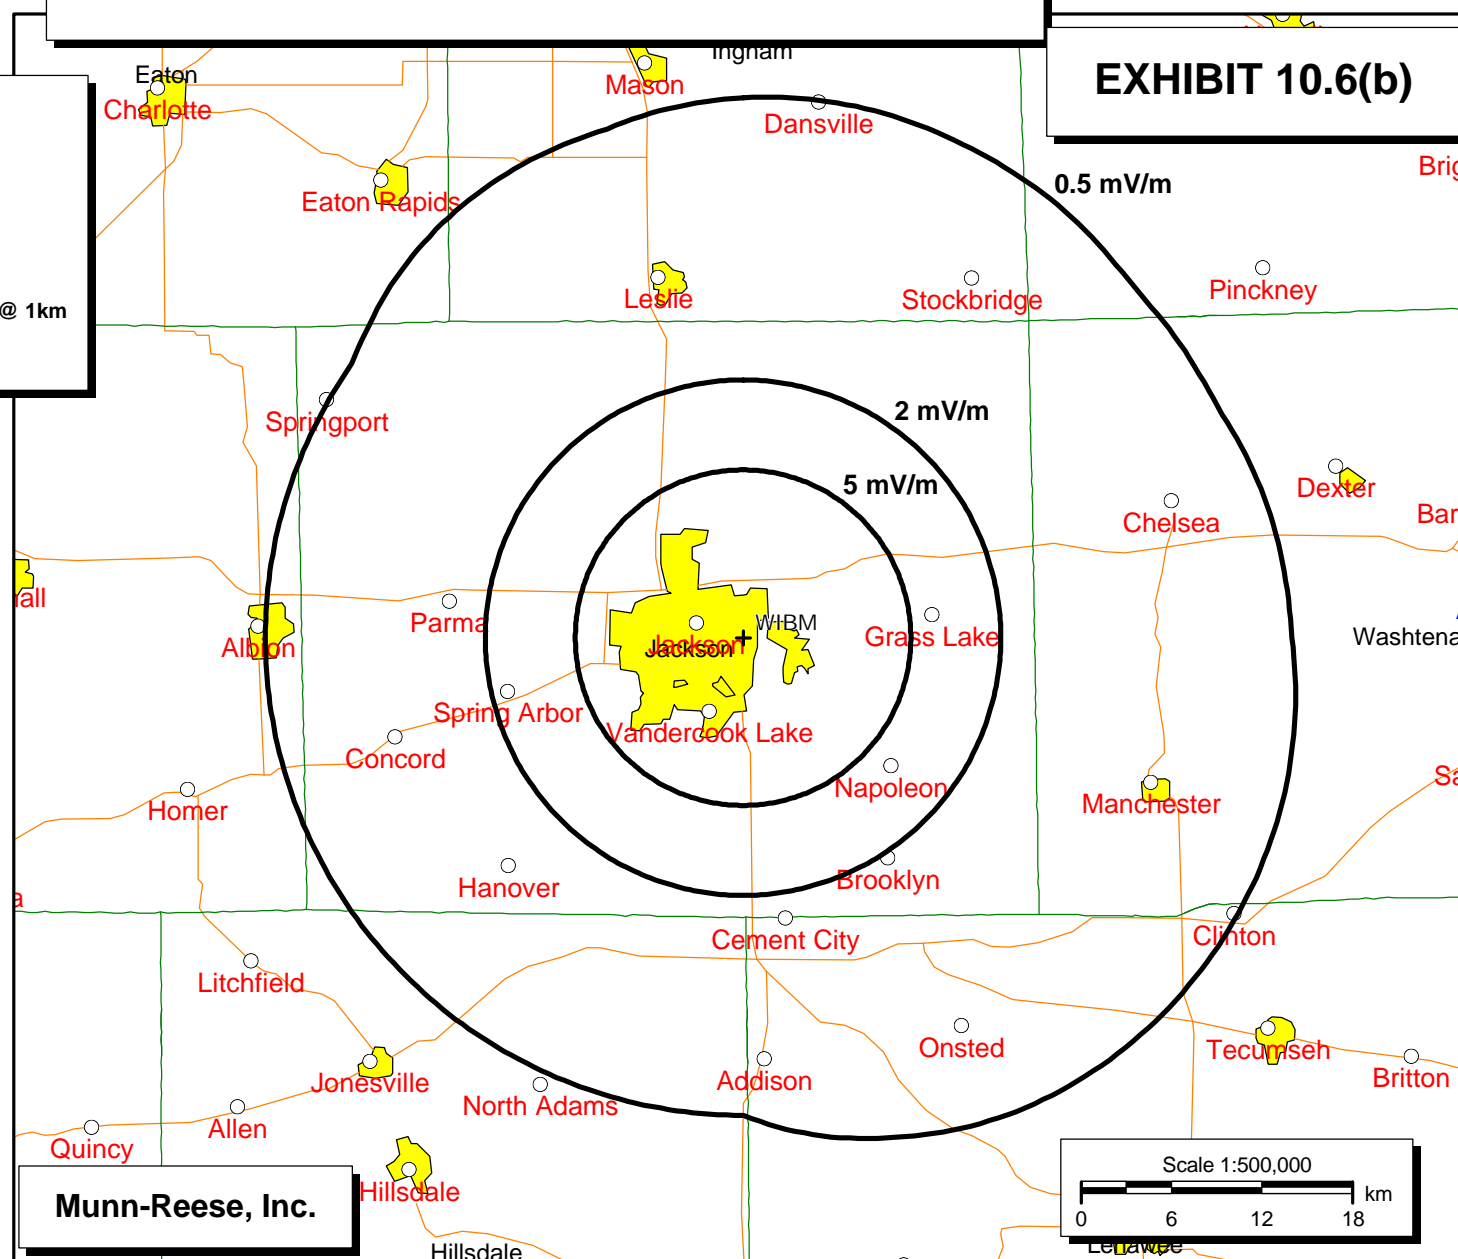 Ingham
EXHIBIT 10.6(b)
Eaton
Charlotte
Mason
Dansville
0.5 mV/m
Eaton Rapids
Leslie
Stockbridge
Pinckney
@ 1km
Springport
2 mV/m
5 mV/m
Dexter
Chelsea
Parma
WIBM
Grass Lake
Jackson
Jackson
Albion
Washtena
Spring Arbor
Vandercook Lake
Concord
Napoleon
Homer
Manchester
Hanover
Brooklyn
Cement City
Clinton
Litchfield
Onsted
Tecumseh
Jonesville
Addison
Britton
North Adams
Allen
Quincy
Scale 1:500,000
km
0 6 12 18
Munn-Reese, Inc.
Hillsdale
Hillsdale
Lenawee